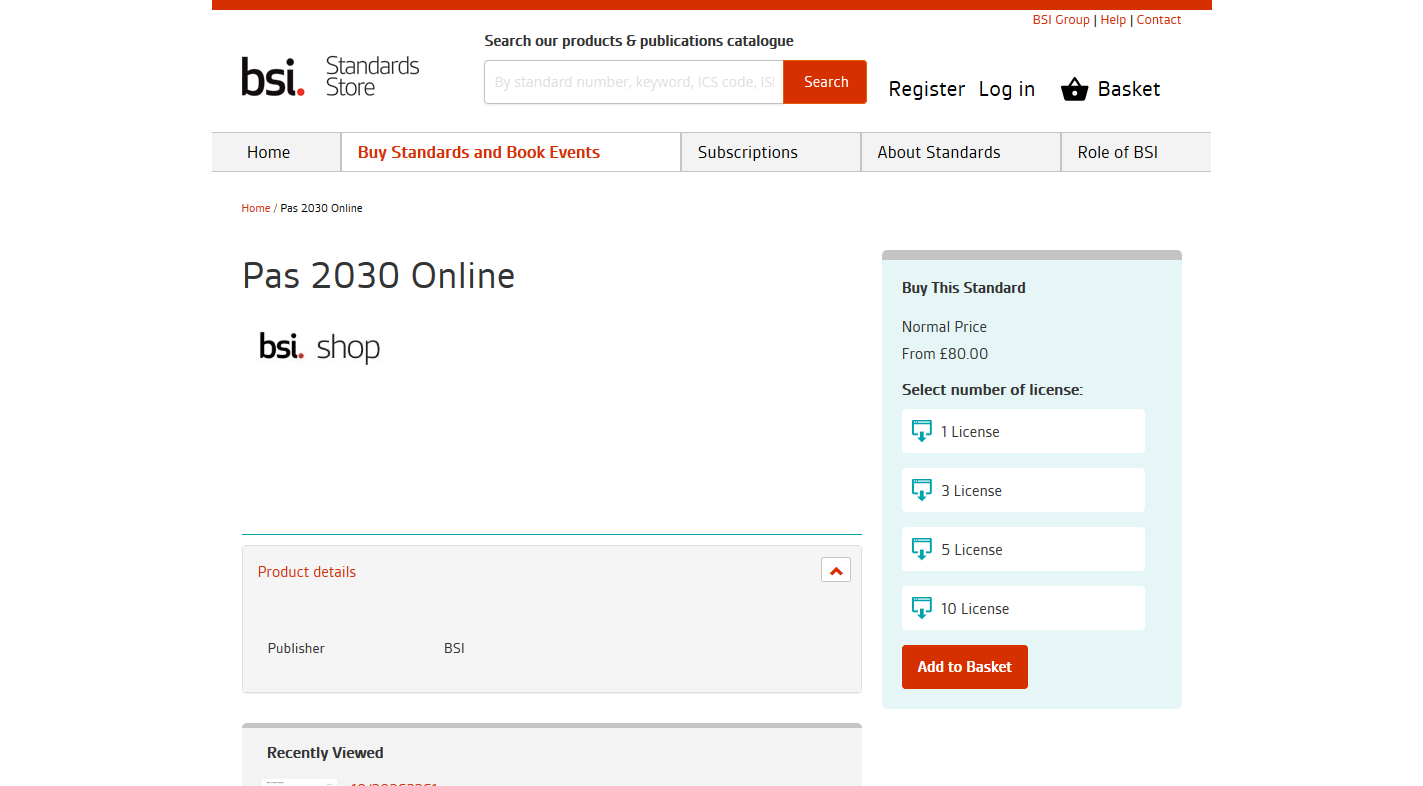 BSI Group | Help | Contact
Search our products & publications catalogue
bsi. Standards Store
By standard number, keyword, ICS code, ISI
Search
Register Log in Basket
Home Buy Standards and Book Events Subscriptions About Standards Role of BSI
Home / Pas 2030 Online
Pas 2030 Online
bsi. shop
Buy This Standard
Normal Price
From £80.00
Select number of license:
1 License
3 License
5 License
10 License
Add to Basket
Product details
Publisher BSI
Recently Viewed